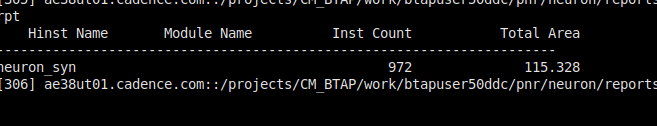 [305] ae38ut01.cadence.com::/projects/CM_BTAP/work/btapuser50ddc/pnr/neuron/reports
rpt
Hinst Name Module Name Inst Count Total Area
-----------------------------------------------------------------------
neuron_syn 972 115.328
[306] ae38ut01.cadence.com::/projects/CM_BTAP/work/btapuser50ddc/pnr/neuron/reports